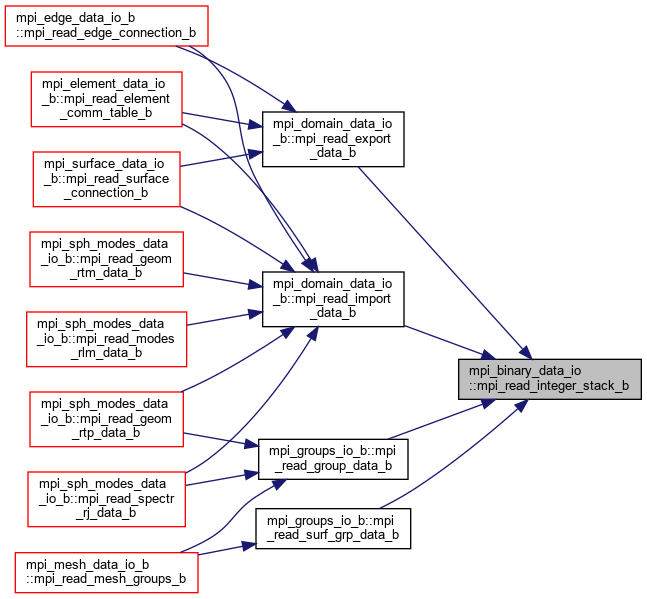 mpi_edge_data_io_b
::mpi_read_edge_connection_b
mpi_element_data_io
_b::mpi_read_element
_comm_table_b
mpi_surface_data_io
_b::mpi_read_surface
_connection_b
mpi_sph_modes_data
_io_b::mpi_read_geom
_rtm_data_b
mpi_sph_modes_data
_io_b::mpi_read_modes
_rlm_data_b
mpi_sph_modes_data
_io_b::mpi_read_geom
_rtp_data_b
mpi_sph_modes_data
_io_b::mpi_read_spectr
_rj_data_b
mpi_mesh_data_io_b
::mpi_read_mesh_groups_b
mpi_domain_data_io
_b::mpi_read_export
_data_b
mpi_domain_data_io
_b::mpi_read_import
_data_b
mpi_groups_io_b::mpi
_read_group_data_b
mpi_groups_io_b::mpi
_read_surf_grp_data_b
mpi_binary_data_io
::mpi_read_integer_stack_b